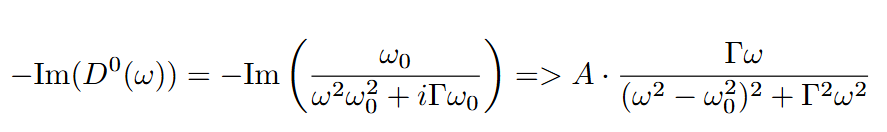 −Im(D⁰(ω)) = −Im ( ω₀ / (ω²ω₀² + iΓω₀) ) => A · Γω / ((ω² − ω₀²)² + Γ²ω²)